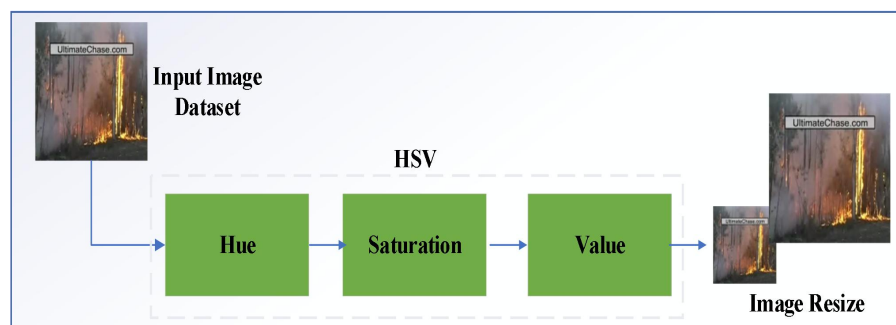 UltimateChase.com
Input Image
Dataset
HSV
Hue
Saturation
Value
UltimateChase.com
UltimateChase.com
Image Resize